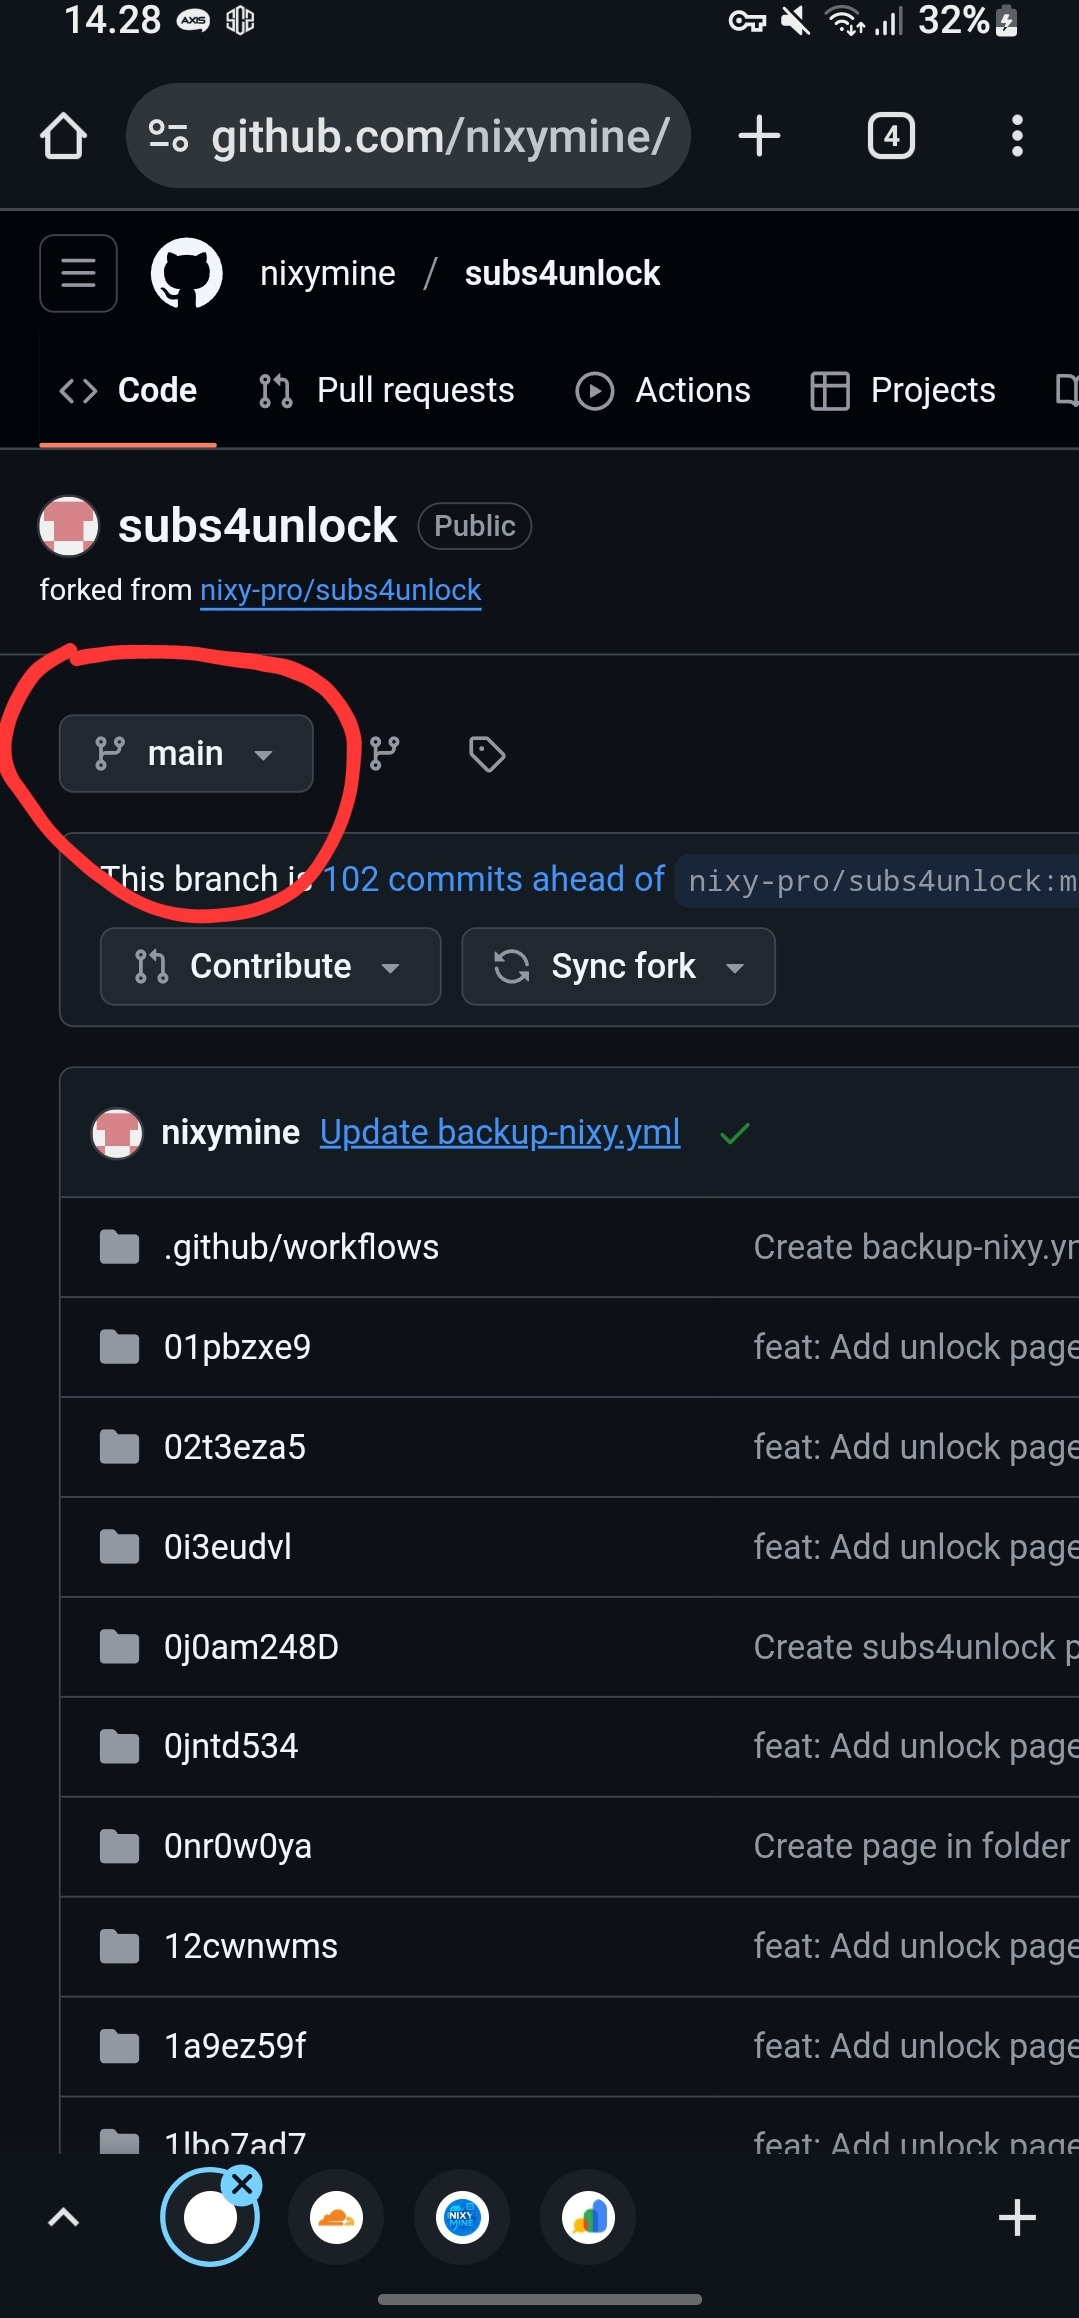 14.28 AXIS 32%
github.com/nixymine/
4
nixymine / subs4unlock
Code Pull requests Actions Projects
subs4unlock Public
forked from nixy-pro/subs4unlock
main
This branch is 102 commits ahead of nixy-pro/subs4unlock:m
Contribute Sync fork
nixymine Update backup-nixy.yml
.github/workflows Create backup-nixy.ym
01pbzxe9 feat: Add unlock page
02t3eza5 feat: Add unlock page
0i3eudvl feat: Add unlock page
0j0am248D Create subs4unlock p
0jntd534 feat: Add unlock page
0nr0w0ya Create page in folder
12cwnwms feat: Add unlock page
1a9ez59f feat: Add unlock page
1lbo7ad7 feat: Add unlock page
NIXY
MINE